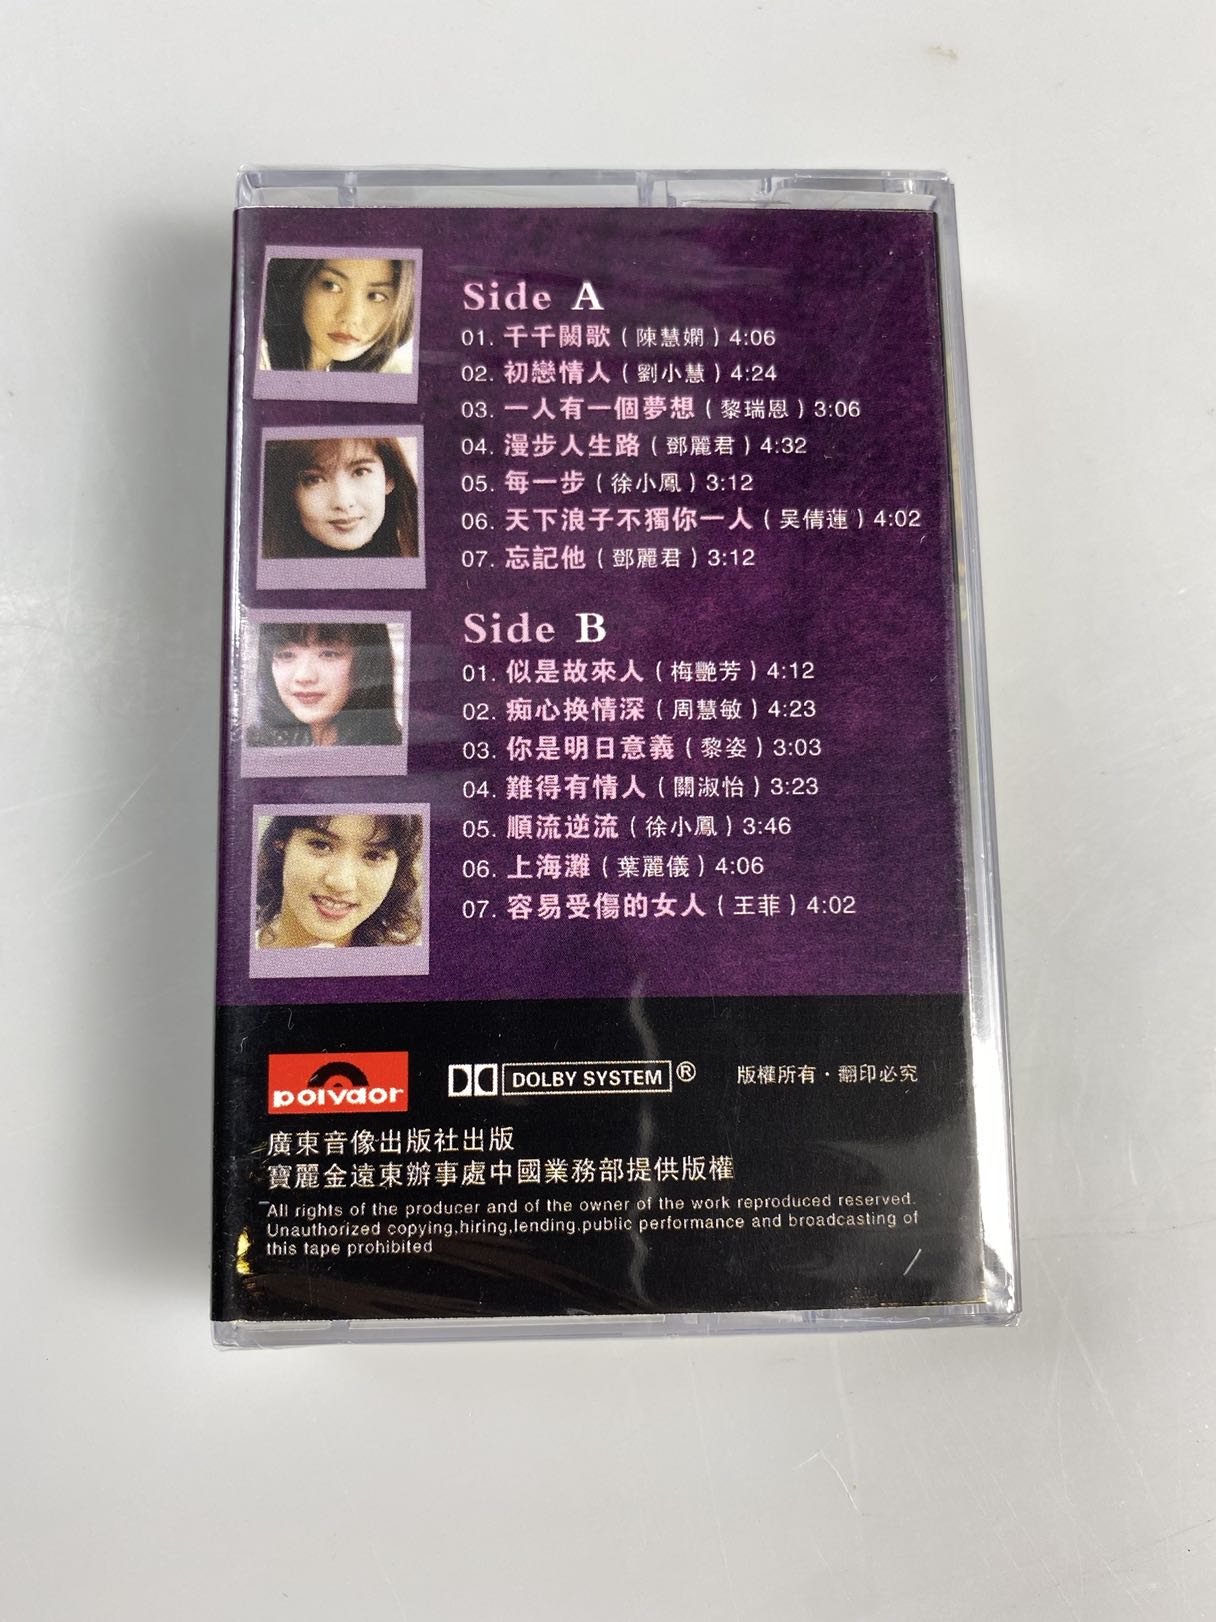 Side A
01. 千千闕歌（陳慧嫻）4:06
02. 初戀情人（劉小慧）4:24
03. 一人有一個夢想（黎瑞恩）3:06
04. 漫步人生路（鄧麗君）4:32
05. 每一步（徐小鳳）3:12
06. 天下浪子不獨你一人（吴倩蓮）4:02
07. 忘記他（鄧麗君）3:12
Side B
01. 似是故來人（梅艷芳）4:12
02. 痴心换情深（周慧敏）4:23
03. 你是明日意義（黎姿）3:03
04. 難得有情人（關淑怡）3:23
05. 順流逆流（徐小鳳）3:46
06. 上海灘（葉麗儀）4:06
07. 容易受傷的女人（王菲）4:02
poivaor
DOLBY SYSTEM ® 版權所有・翻印必究
廣東音像出版社出版
寶麗金遠東辦事處中國業務部提供版權
All rights of the producer and of the owner of the work reproduced reserved.
Unauthorized copying,hiring,lending,public performance and broadcasting of
this tape prohibited